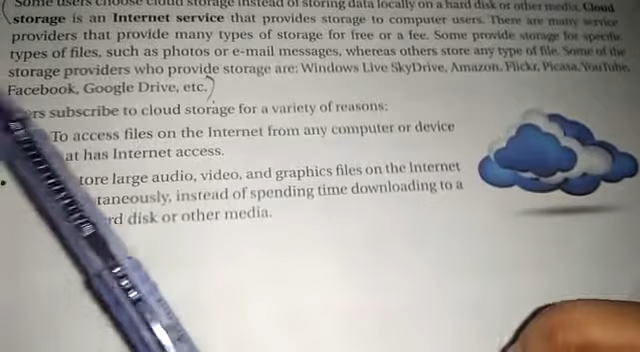 Some users choose cloud storage instead of storing data locally on a hard disk or other media. Cloud
storage is an Internet service that provides storage to computer users. There are many service
providers that provide many types of storage for free or a fee. Some provide storage for specific
types of files, such as photos or e-mail messages, whereas others store any type of file. Some of the
storage providers who provide storage are: Windows Live SkyDrive, Amazon, Flickr, Picasa, YouTube,
Facebook, Google Drive, etc.
rs subscribe to cloud storage for a variety of reasons:
To access files on the Internet from any computer or device
at has Internet access.
tore large audio, video, and graphics files on the Internet
taneously, instead of spending time downloading to a
rd disk or other media.